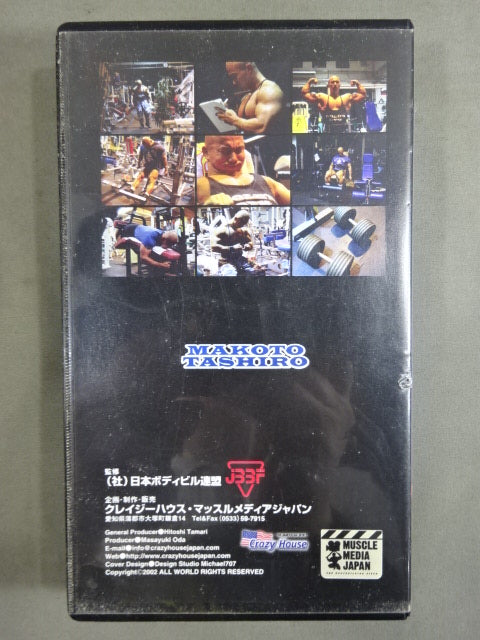 MAKOTO
TASHIRO
監修
(社)日本ボディビル連盟
JBBF
企画・制作・販売
クレイジーハウス・マッスルメディアジャパン
愛知県蒲郡市大塚町鎌倉14 Tel&Fax (0533) 59-7915
General Producer●Hitoshi Tamari
Producer●Masayuki Oda
E-mail●info@crazyhousejapan.com
Web●http://www.crazyhousejapan.com
Cover Design●Design Studio Michael707
Copyright©2002 ALL WORLD RIGHTS RESERVED
Crazy House
MUSCLE
MEDIA
JAPAN